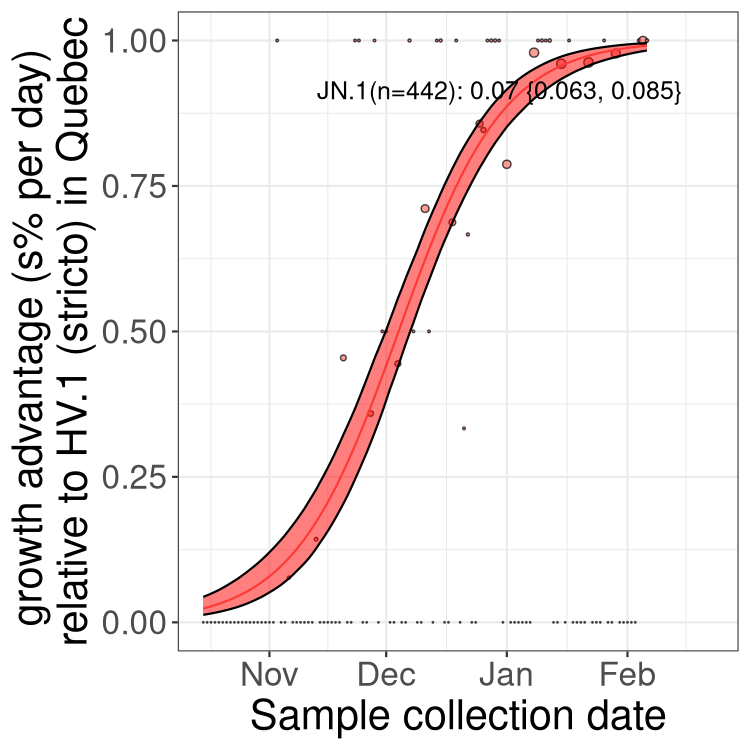 growth advantage (s% per day)
relative to HV.1 (stricto) in Quebec
1.00
0.75
0.50
0.25
0.00
JN.1(n=442): 0.07 {0.063, 0.085}
Nov Dec Jan Feb
Sample collection date